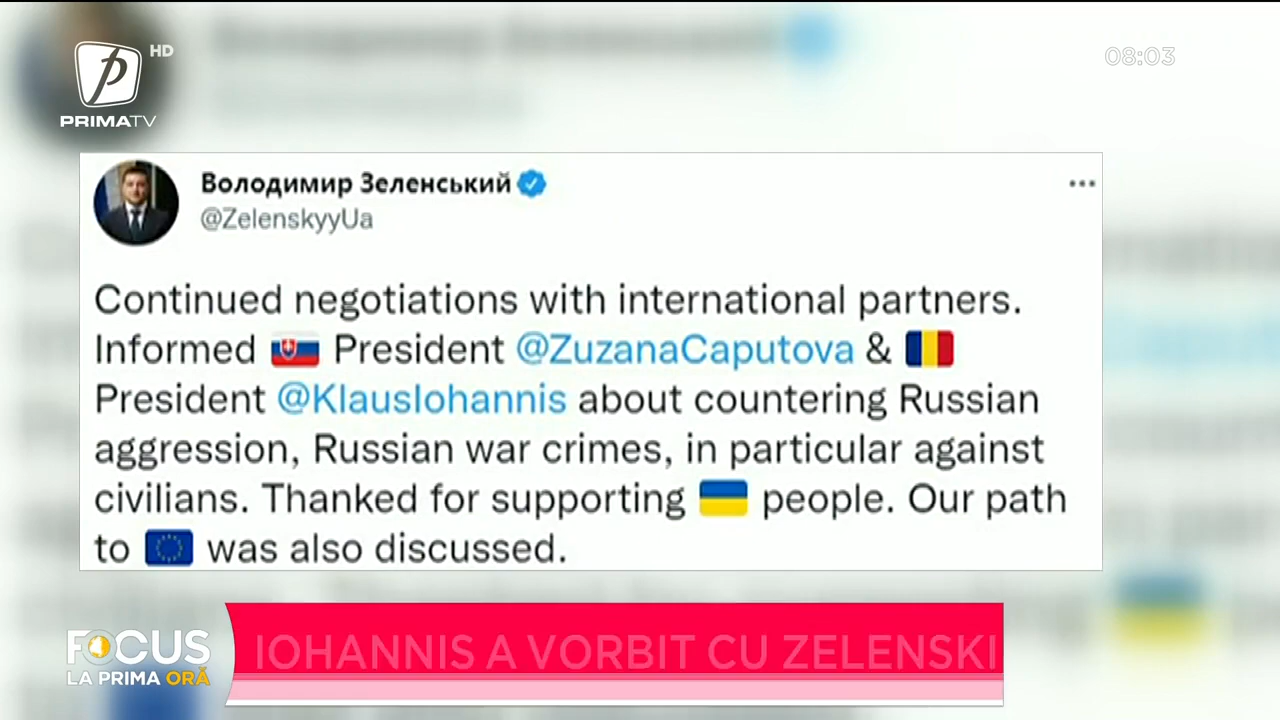 PRIMATV HD
08:03
Володимир Зеленський
@ZelenskyyUa
Continued negotiations with international partners.
Informed 🇸🇰 President @ZuzanaCaputova & 🇷🇴
President @KlausIohannis about countering Russian
aggression, Russian war crimes, in particular against
civilians. Thanked for supporting 🇺🇦 people. Our path
to 🇪🇺 was also discussed.
IOHANNIS A VORBIT CU ZELENSKI
FOCUS
LA PRIMA ORĂ